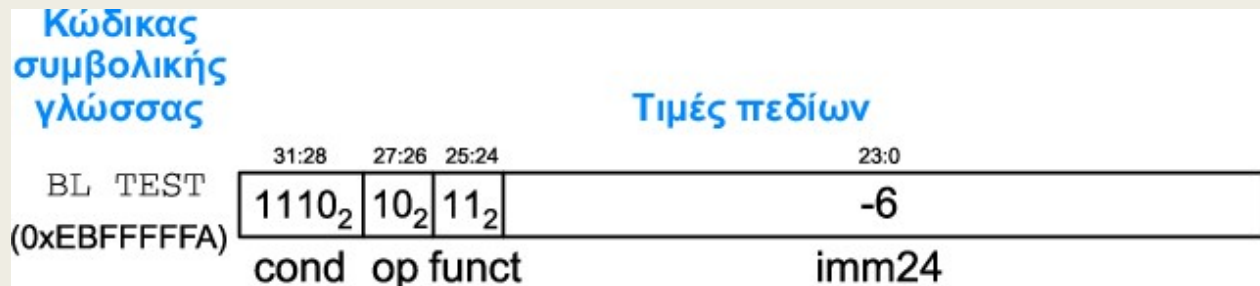 Κώδικας
συμβολικής
γλώσσας
Τιμές πεδίων
31:28 27:26 25:24 23:0
BL TEST 1110₂ 10₂ 11₂ -6
(0xEBFFFFFA)
cond op funct imm24